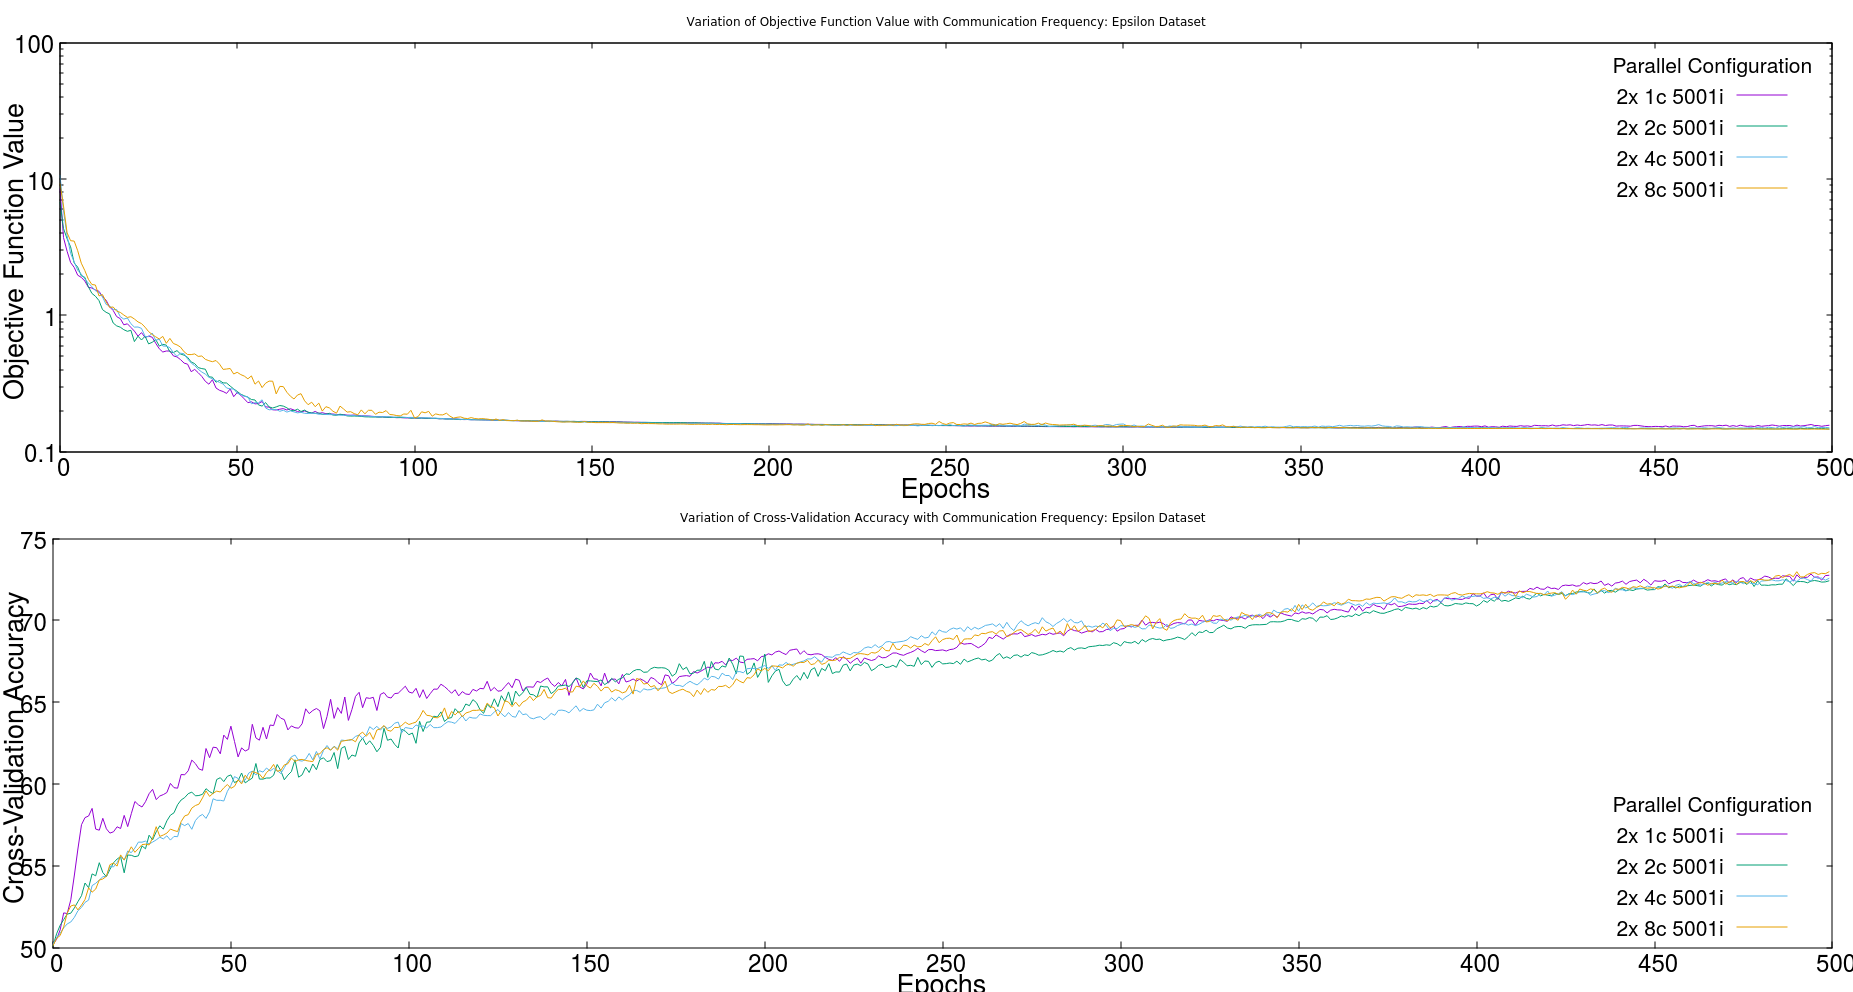 Variation of Objective Function Value with Communication Frequency: Epsilon Dataset
Objective Function Value
100
10
1
0.1
Parallel Configuration
2x 1c 5001i
2x 2c 5001i
2x 4c 5001i
2x 8c 5001i
0 50 100 150 200 250 300 350 400 450 500
Epochs
Variation of Cross-Validation Accuracy with Communication Frequency: Epsilon Dataset
Cross-Validation Accuracy
75
70
65
60
55
50
Parallel Configuration
2x 1c 5001i
2x 2c 5001i
2x 4c 5001i
2x 8c 5001i
0 50 100 150 200 250 300 350 400 450 500
Epochs